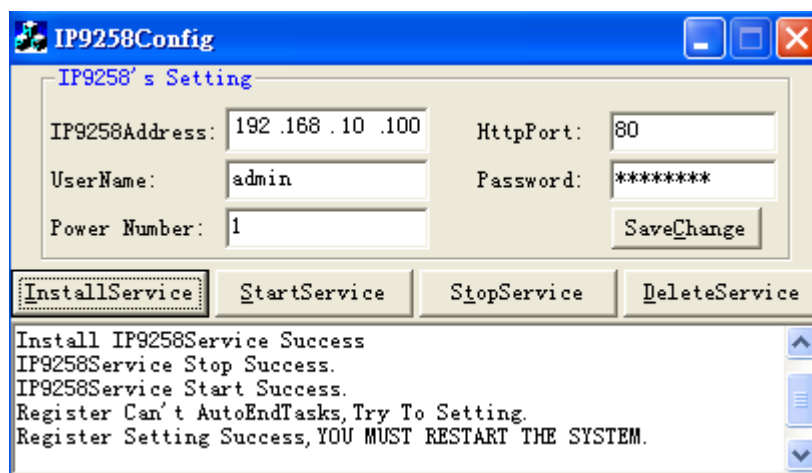 IP9258Config
IP9258's Setting
IP9258Address: 192 .168 . 10 .100 HttpPort: 80
UserName: admin Password: ********
Power Number: 1 SaveChange
InstallService StartService StopService DeleteService
Install IP9258Service Success
IP9258Service Stop Success.
IP9258Service Start Success.
Register Can't AutoEndTasks,Try To Setting.
Register Setting Success,YOU MUST RESTART THE SYSTEM.